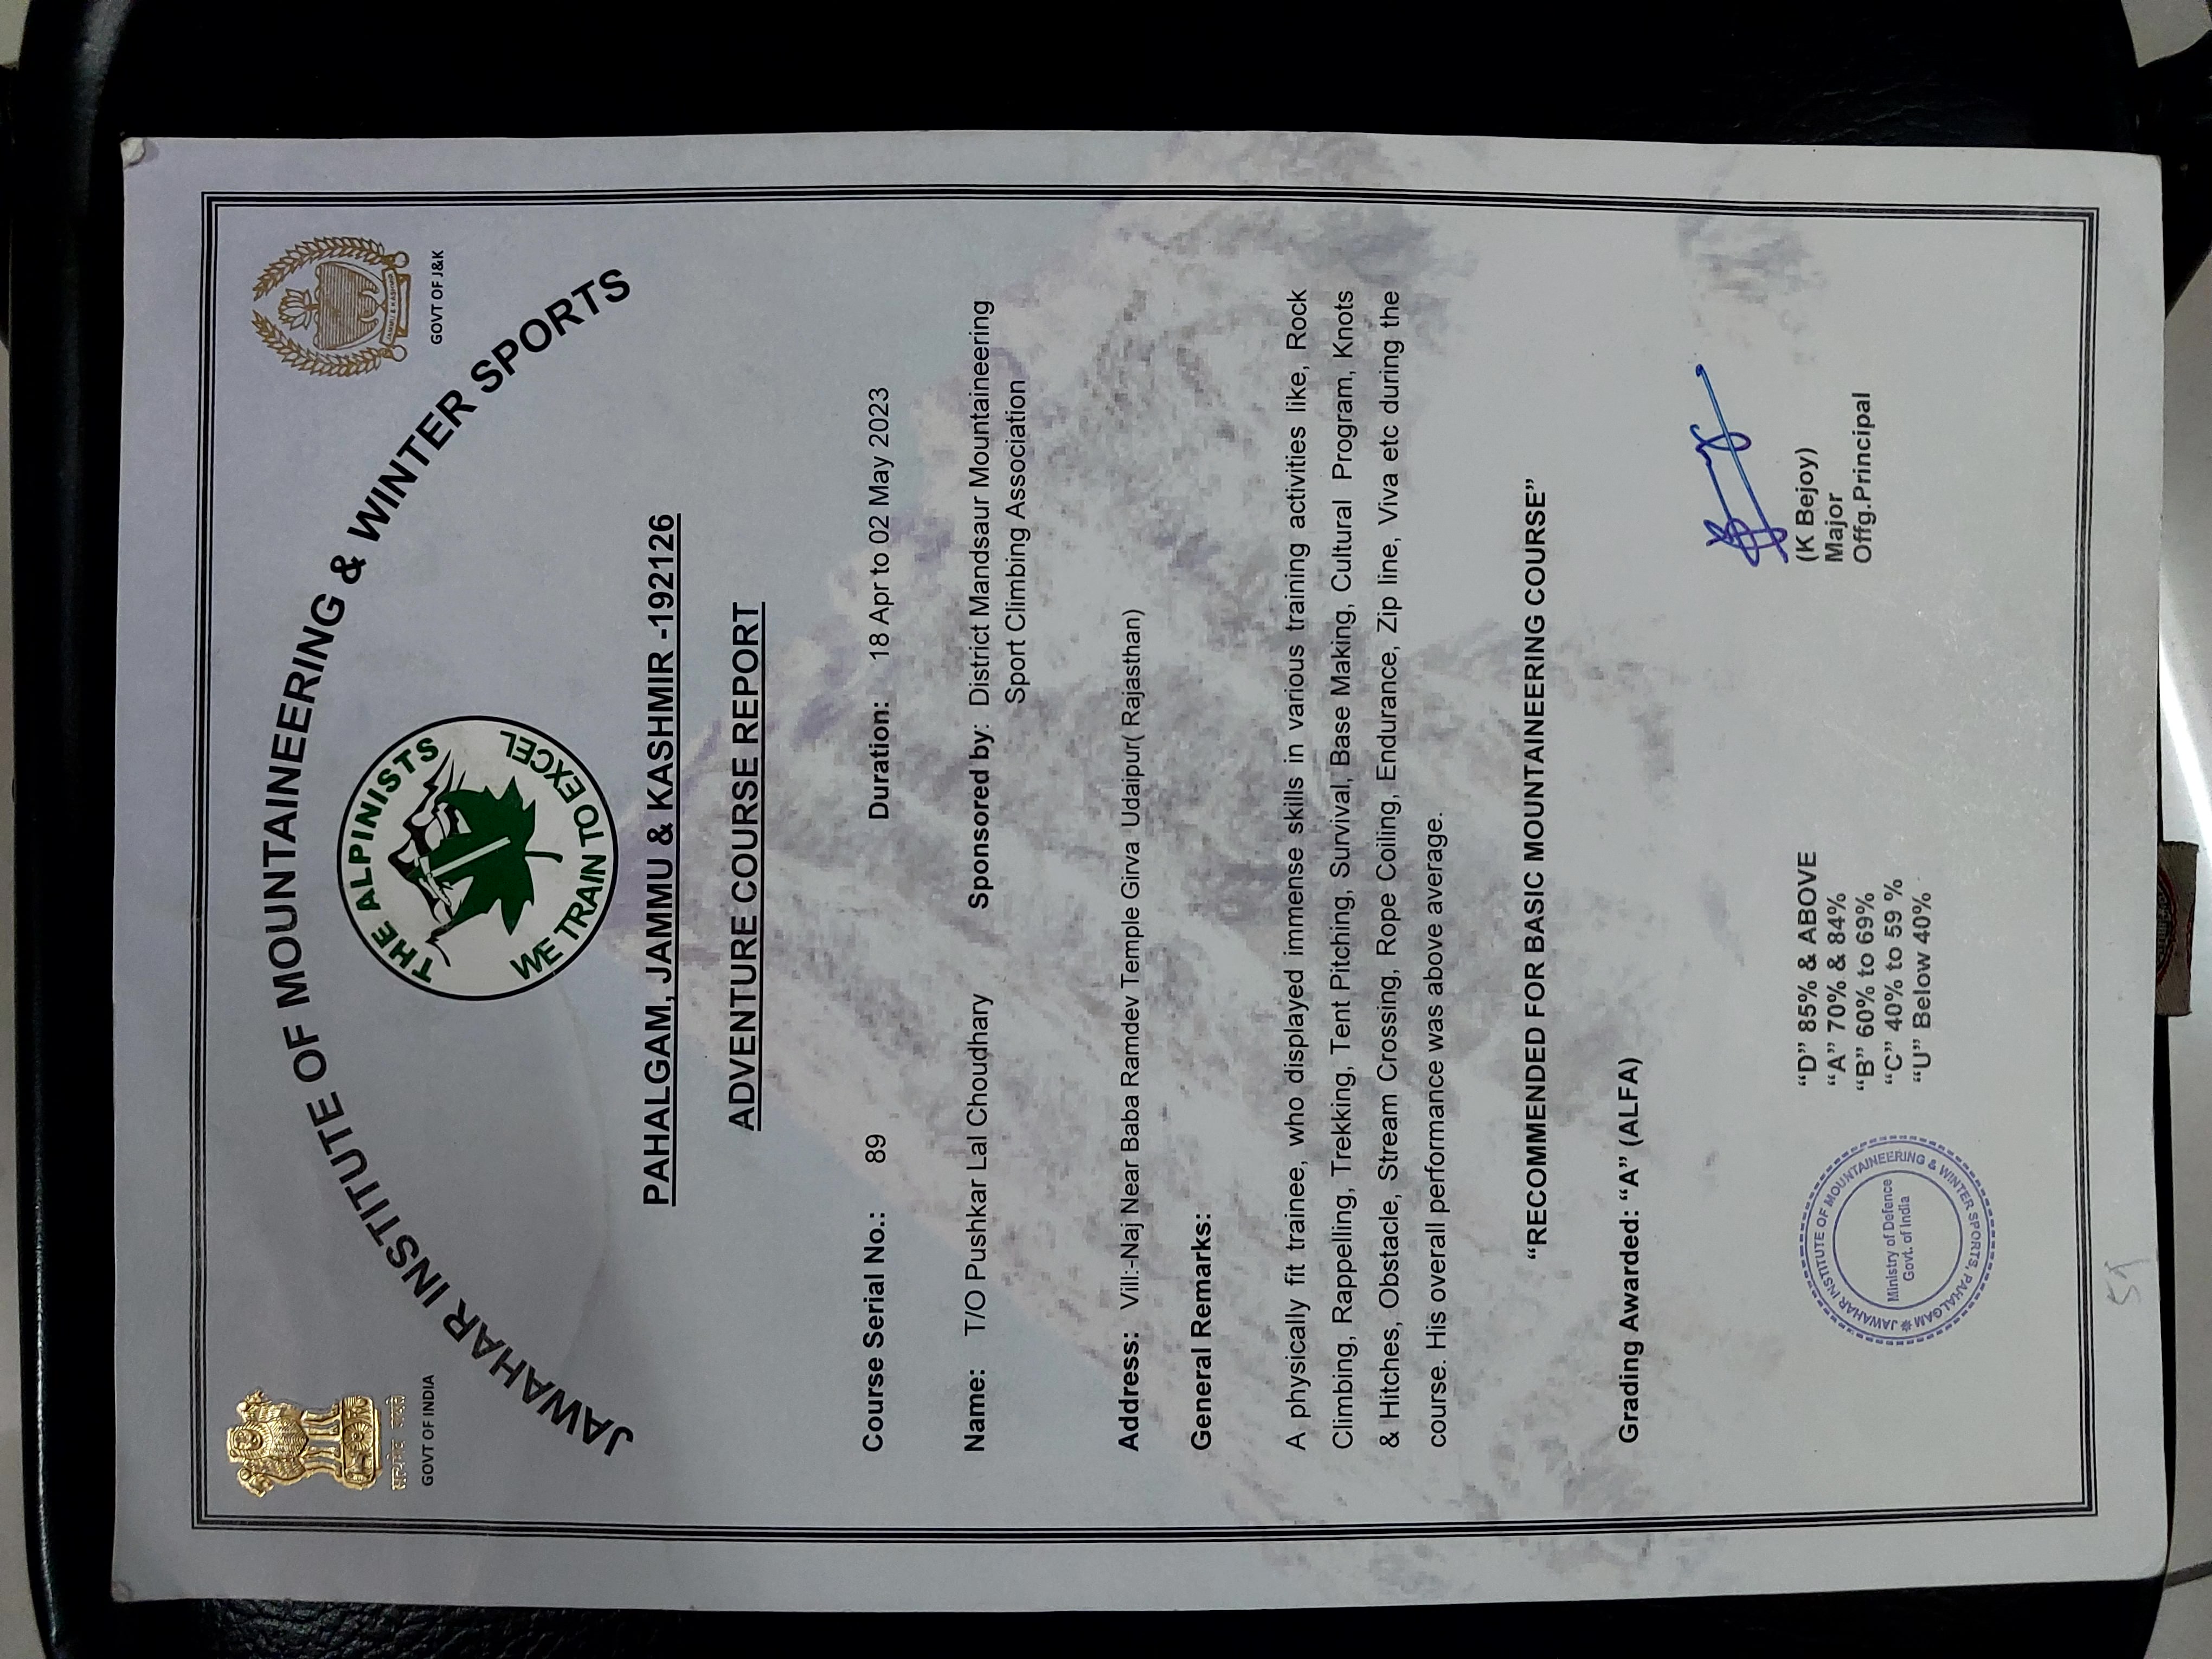 JAWAHAR INSTITUTE OF MOUNTAINEERING & WINTER SPORTS
सत्यमेव जयते
GOVT OF INDIA
JAMMU & KASHMIR
GOVT OF J&K
THE ALPINISTS
WE TRAIN TO EXCEL
PAHALGAM, JAMMU & KASHMIR -192126
ADVENTURE COURSE REPORT
Course Serial No.: 89 Duration: 18 Apr to 02 May 2023
Name: T/O Pushkar Lal Choudhary Sponsored by: District Mandsaur Mountaineering
Sport Climbing Association
Address: Vill:-Naj Near Baba Ramdev Temple Girva Udaipur( Rajasthan)
General Remarks:
A physically fit trainee, who displayed immense skills in various training activities like, Rock
Climbing, Rappelling, Trekking, Tent Pitching, Survival, Base Making, Cultural Program, Knots
& Hitches, Obstacle, Stream Crossing, Rope Coiling, Endurance, Zip line, Viva etc during the
course. His overall performance was above average.
“RECOMMENDED FOR BASIC MOUNTAINEERING COURSE”
Grading Awarded: “A” (ALFA)
“D” 85% & ABOVE
“A” 70% & 84%
“B” 60% to 69%
“C” 40% to 59 %
“U” Below 40%
JAWAHAR INSTITUTE OF MOUNTAINEERING & WINTER SPORTS, PAHALGAM
Ministry of Defence
Govt. of India
(K Bejoy)
Major
Offg.Principal